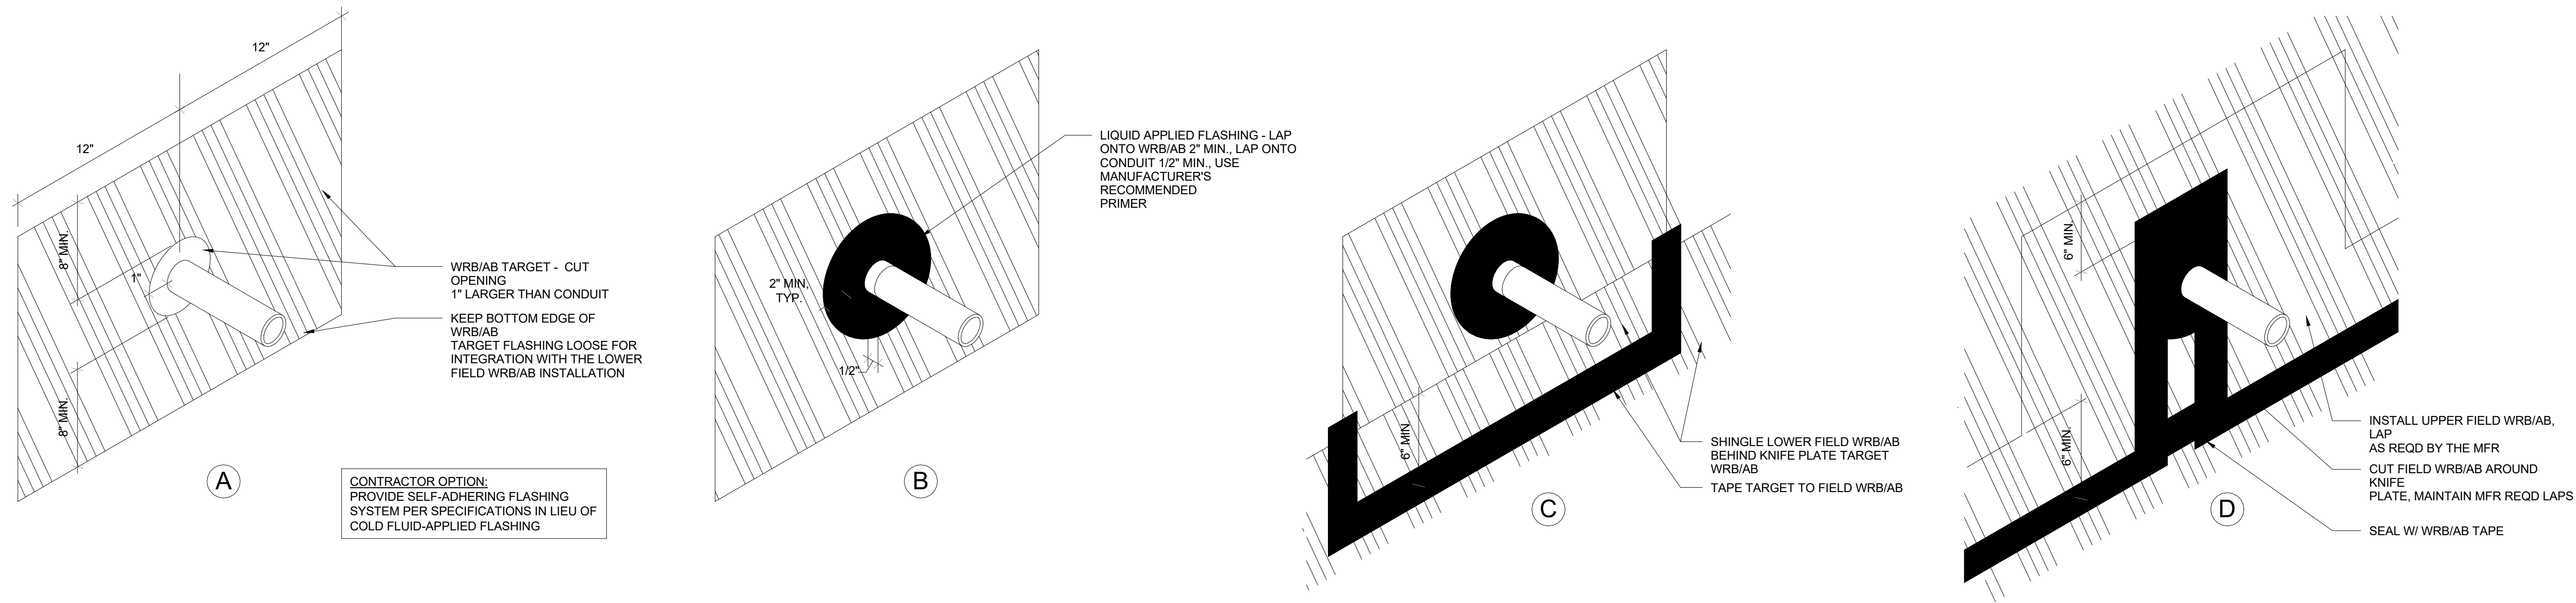 12"
12"
8" MIN.
1"
8" MIN.
WRB/AB TARGET - CUT
OPENING
1" LARGER THAN CONDUIT
KEEP BOTTOM EDGE OF
WRB/AB
TARGET FLASHING LOOSE FOR
INTEGRATION WITH THE LOWER
FIELD WRB/AB INSTALLATION
A
CONTRACTOR OPTION:
PROVIDE SELF-ADHERING FLASHING
SYSTEM PER SPECIFICATIONS IN LIEU OF
COLD FLUID-APPLIED FLASHING
LIQUID APPLIED FLASHING - LAP
ONTO WRB/AB 2" MIN., LAP ONTO
CONDUIT 1/2" MIN., USE
MANUFACTURER'S
RECOMMENDED
PRIMER
2" MIN,
TYP.
1/2"
B
6" MIN.
SHINGLE LOWER FIELD WRB/AB
BEHIND KNIFE PLATE TARGET
WRB/AB
TAPE TARGET TO FIELD WRB/AB
C
6" MIN.
6" MIN.
INSTALL UPPER FIELD WRB/AB,
LAP
AS REQD BY THE MFR
CUT FIELD WRB/AB AROUND
KNIFE
PLATE, MAINTAIN MFR REQD LAPS
SEAL W/ WRB/AB TAPE
D